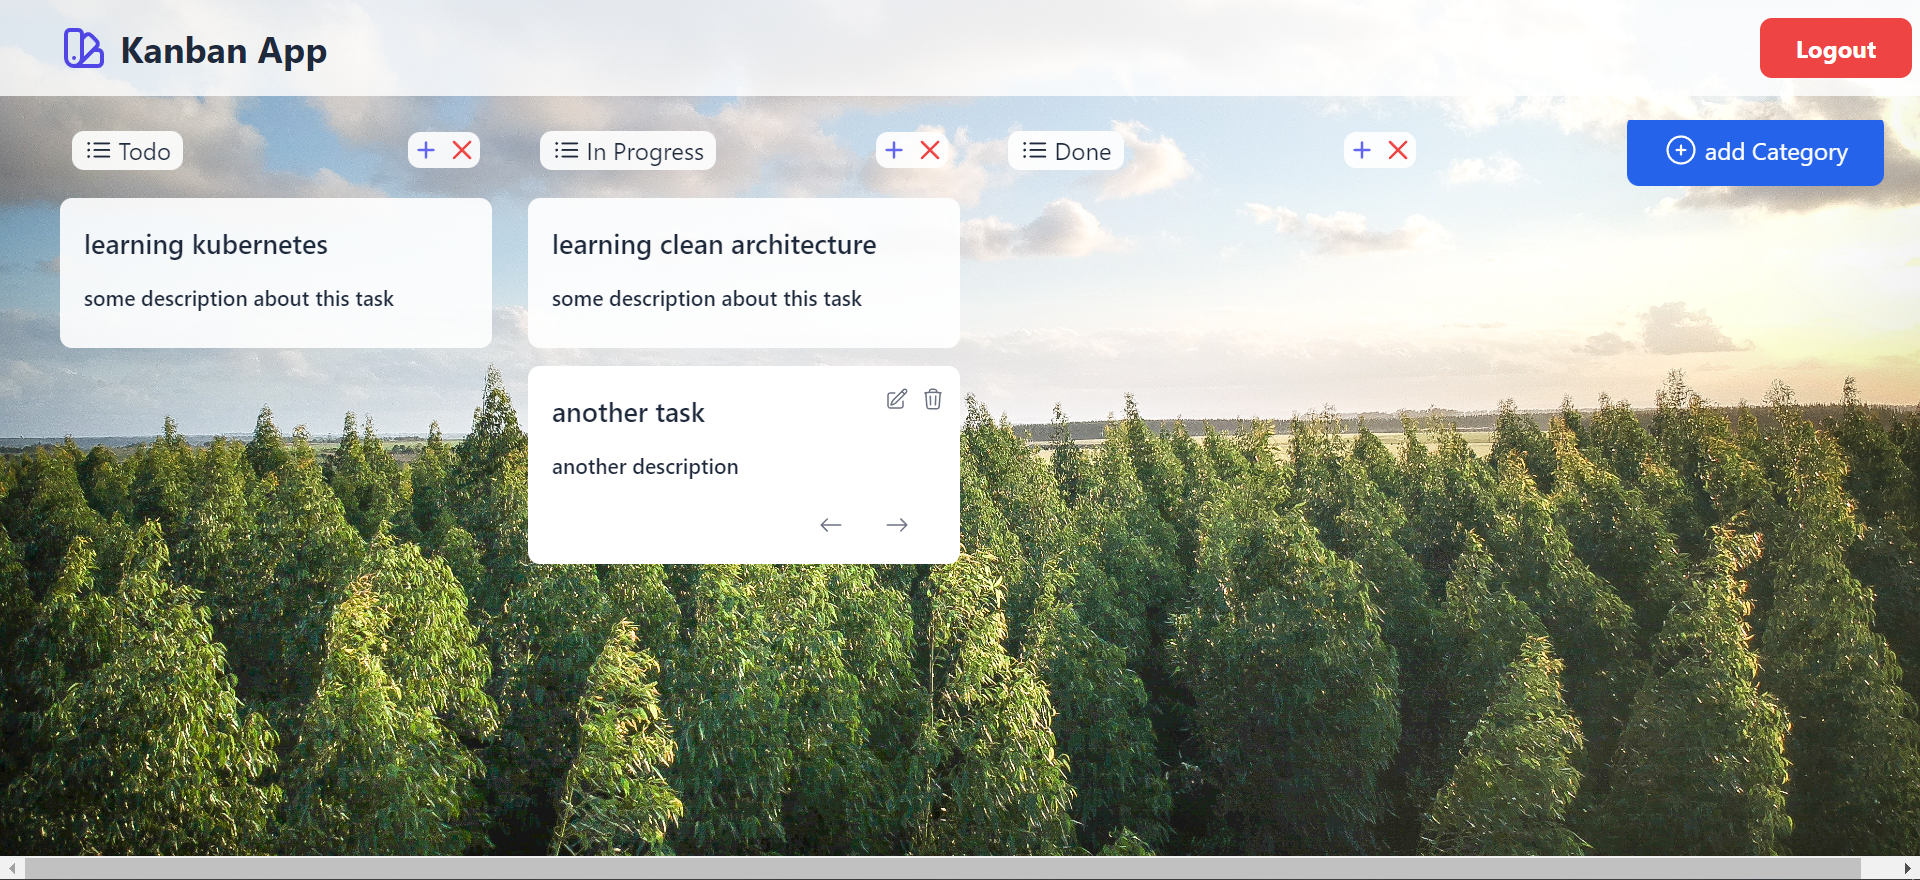 Kanban App
Logout
Todo
In Progress
Done
add Category
learning kubernetes
some description about this task
learning clean architecture
some description about this task
another task
another description